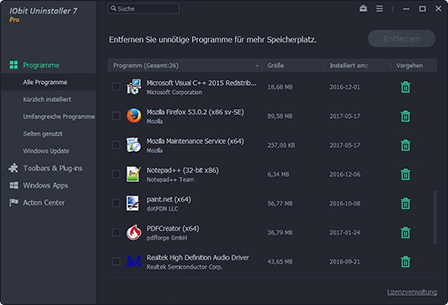 IObit Uninstaller 7
Pro
Suche
Entfernen Sie unnötige Programme für mehr Speicherplatz.
Entfernen
Programme
Alle Programme
Kürzlich installiert
Umfangreiche Programme
Selten genutzt
Windows Update
Toolbars & Plug-ins
Windows Apps
Action Center
Programm (Gesamt:26) Größe Installiert am: Vorgehen
Microsoft Visual C++ 2015 Redistrib...
Microsoft Corporation
18,68 MB 2016-12-01
Mozilla Firefox 53.0.2 (x86 sv-SE)
Mozilla
89,58 MB 2017-05-17
Mozilla Maintenance Service (x64)
Mozilla
257,00 KB 2017-05-17
Notepad++ (32-bit x86)
Notepad++ Team
6,34 MB 2016-12-06
paint.net (x64)
dotPDN LLC
56,77 MB 2016-10-08
PDFCreator (x64)
pdfforge GmbH
36,79 MB 2017-01-24
Realtek High Definition Audio Driver
Realtek Semiconductor Corp.
43,65 MB 2016-09-21
Lizenzverwaltung